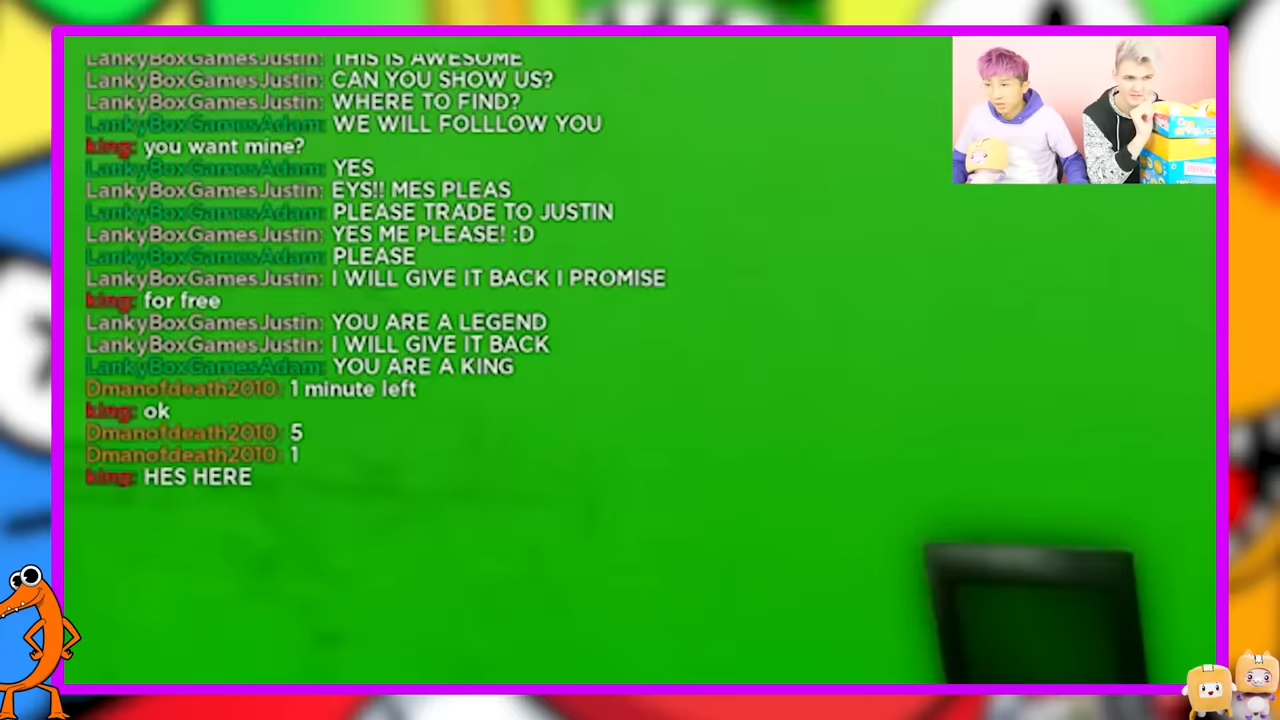 LankyBoxGamesJustin: THIS IS AWESOME
LankyBoxGamesJustin: CAN YOU SHOW US?
LankyBoxGamesJustin: WHERE TO FIND?
LankyBoxGamesAdam: WE WILL FOLLLOW YOU
king: you want mine?
LankyBoxGamesAdam: YES
LankyBoxGamesJustin: EYS!! MES PLEAS
LankyBoxGamesAdam: PLEASE TRADE TO JUSTIN
LankyBoxGamesJustin: YES ME PLEASE! :D
LankyBoxGamesAdam: PLEASE
LankyBoxGamesJustin: I WILL GIVE IT BACK I PROMISE
king: for free
LankyBoxGamesJustin: YOU ARE A LEGEND
LankyBoxGamesJustin: I WILL GIVE IT BACK
LankyBoxGamesAdam: YOU ARE A KING
Dmanofdeath2010: 1 minute left
king: ok
Dmanofdeath2010: 5
Dmanofdeath2010: 1
king: HES HERE